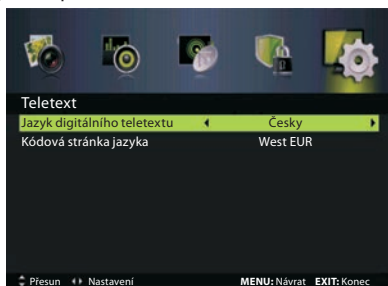 Teletext
Jazyk digitálního teletextu Česky
Kódová stránka jazyka West EUR
Přesun Nastavení MENU: Návrat EXIT: Konec